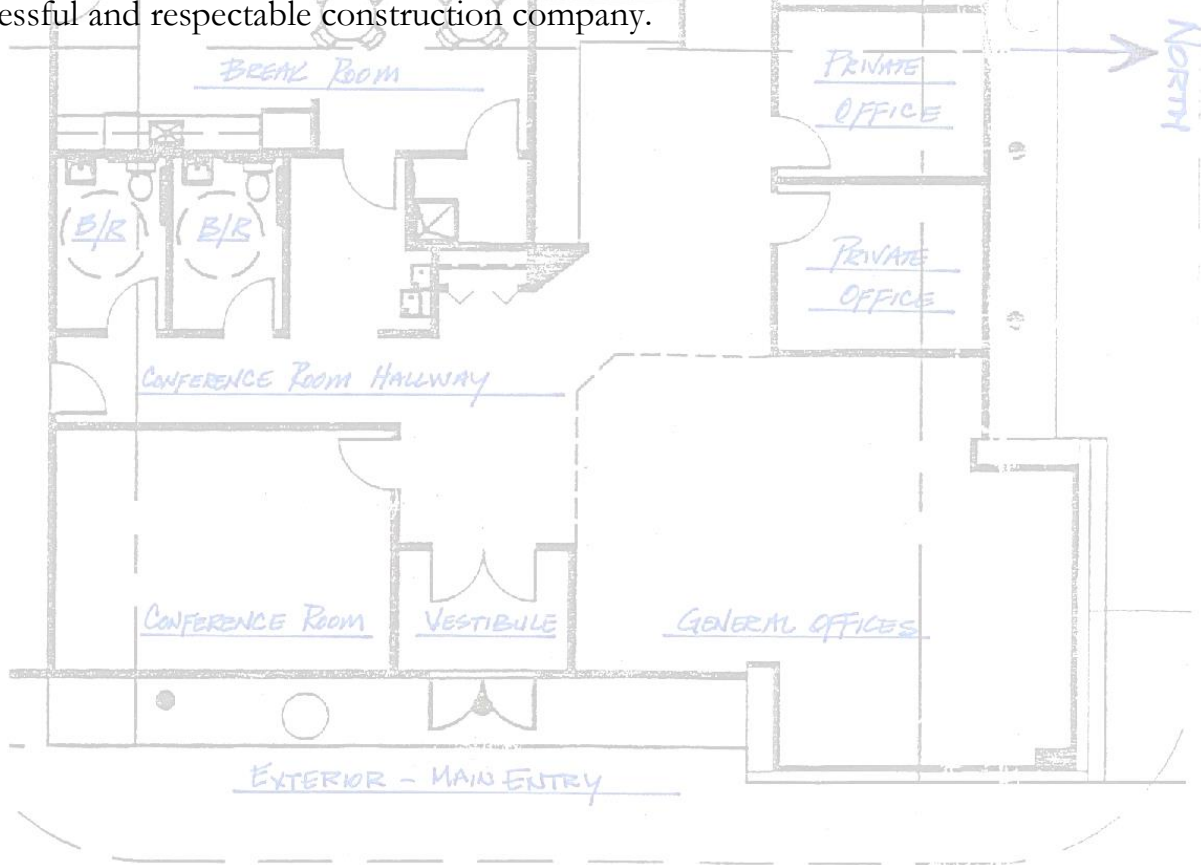 essful and respectable construction company.
BREAK ROOM
PRIVATE
OFFICE
NORTH
B/R
B/R
PRIVATE
OFFICE
CONFERENCE ROOM HALLWAY
CONFERENCE ROOM
VESTIBULE
GENERAL OFFICES
EXTERIOR - MAIN ENTRY